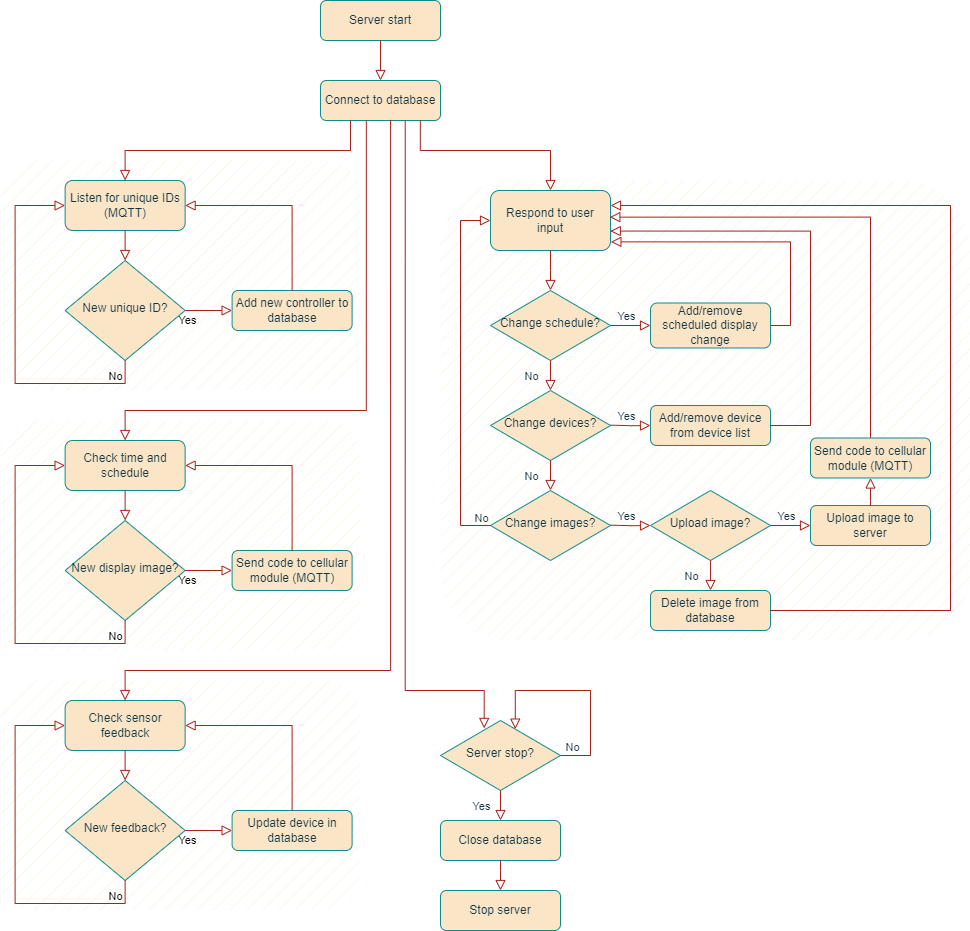 Server start
Connect to database
Listen for unique IDs
(MQTT)
New unique ID?
Yes
Add new controller to
database
No
Check time and
schedule
New display image?
Yes
Send code to cellular
module (MQTT)
No
Check sensor
feedback
New feedback?
Yes
Update device in
database
No
Respond to user
input
Change schedule?
Yes
Add/remove
scheduled display
change
No
Change devices?
Yes
Add/remove device
from device list
No
Change images?
No
Yes
Upload image?
Yes
Upload image to
server
Send code to cellular
module (MQTT)
No
Delete image from
database
Server stop?
No
Yes
Close database
Stop server